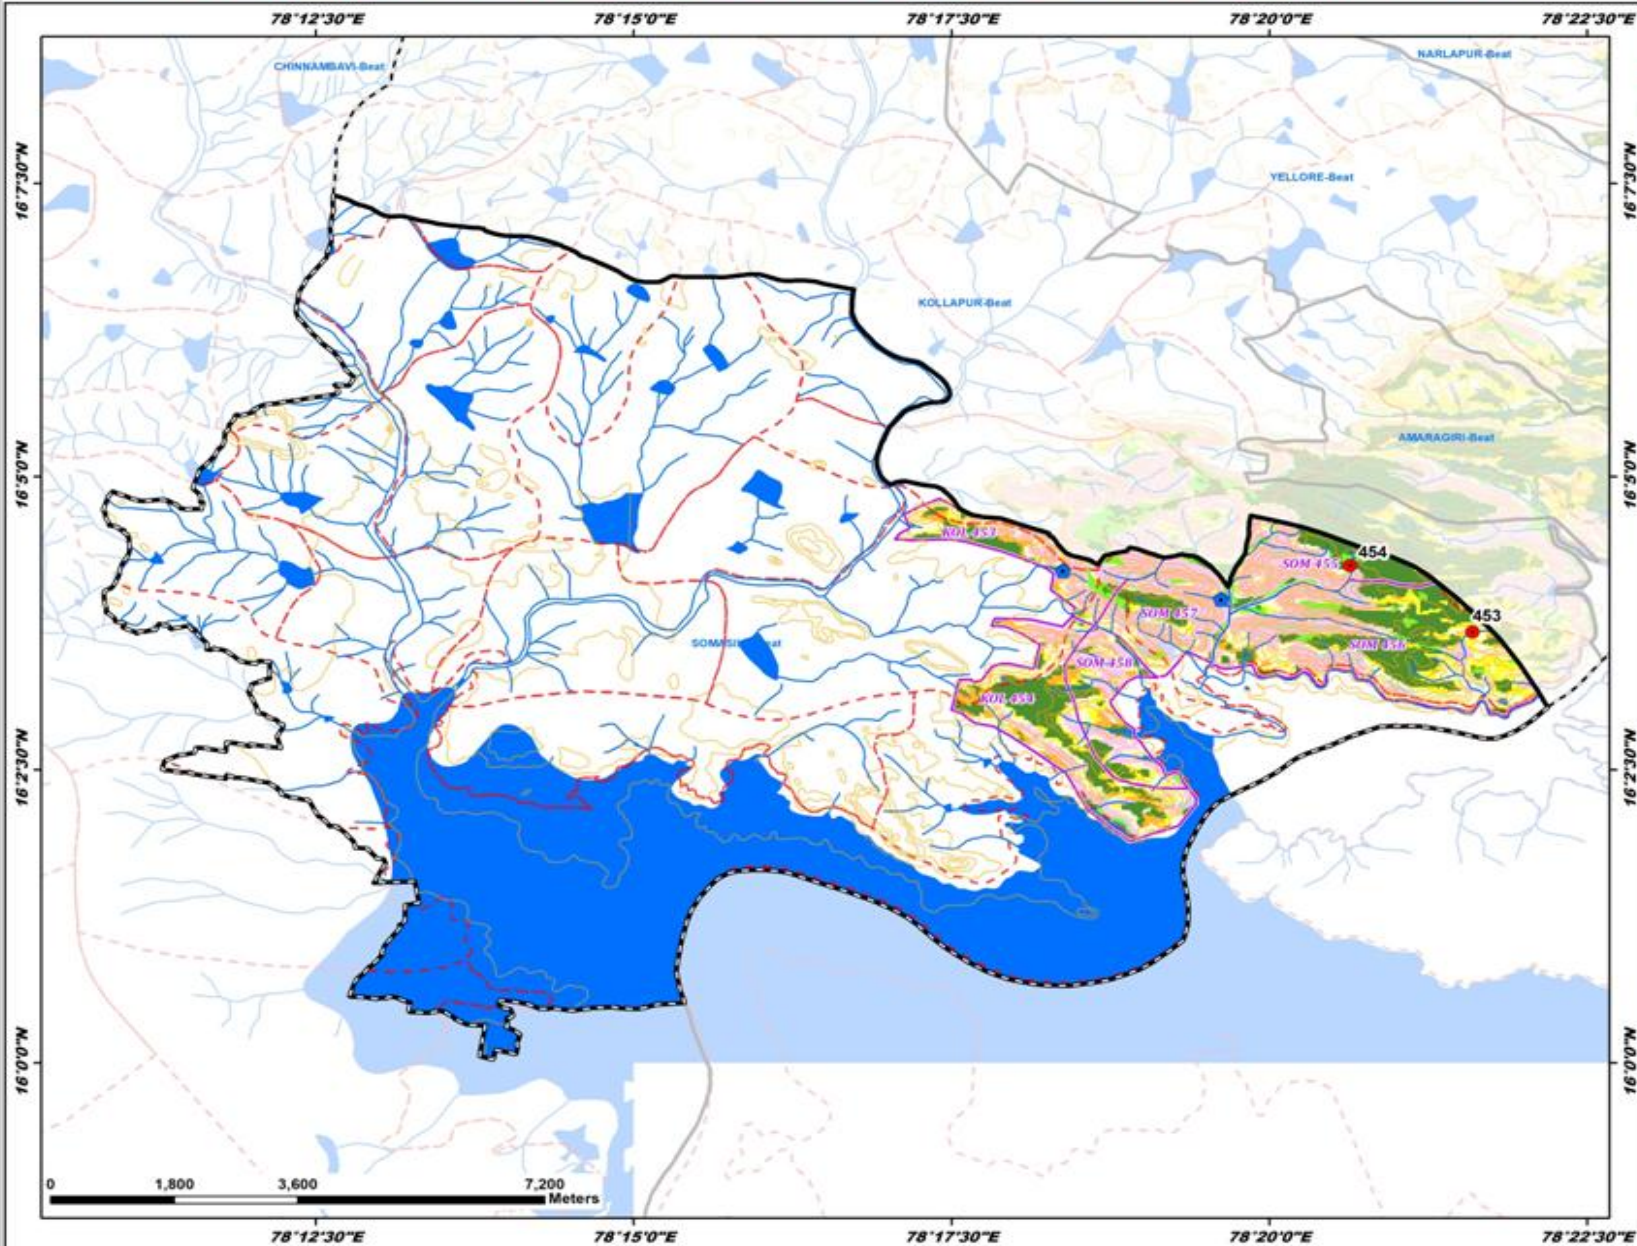 78°12'30"E 78°15'0"E 78°17'30"E 78°20'0"E 78°22'30"E
NARLAPUR-Beat
CHINNAMBAVI-Beat
16°7'30"N 16°7'30"N
YELLORE-Beat
KOLLAPUR-Beat
AMARAGIRI-Beat
16°5'0"N 16°5'0"N
KOL 453
454
SOM 455
453
SOM 457
SOM 456
SOM 458
KOL 454
16°2'30"N 16°2'30"N
16°0'0"N 16°0'0"N
0 1,800 3,600 7,200
Meters
78°12'30"E 78°15'0"E 78°17'30"E 78°20'0"E 78°22'30"E